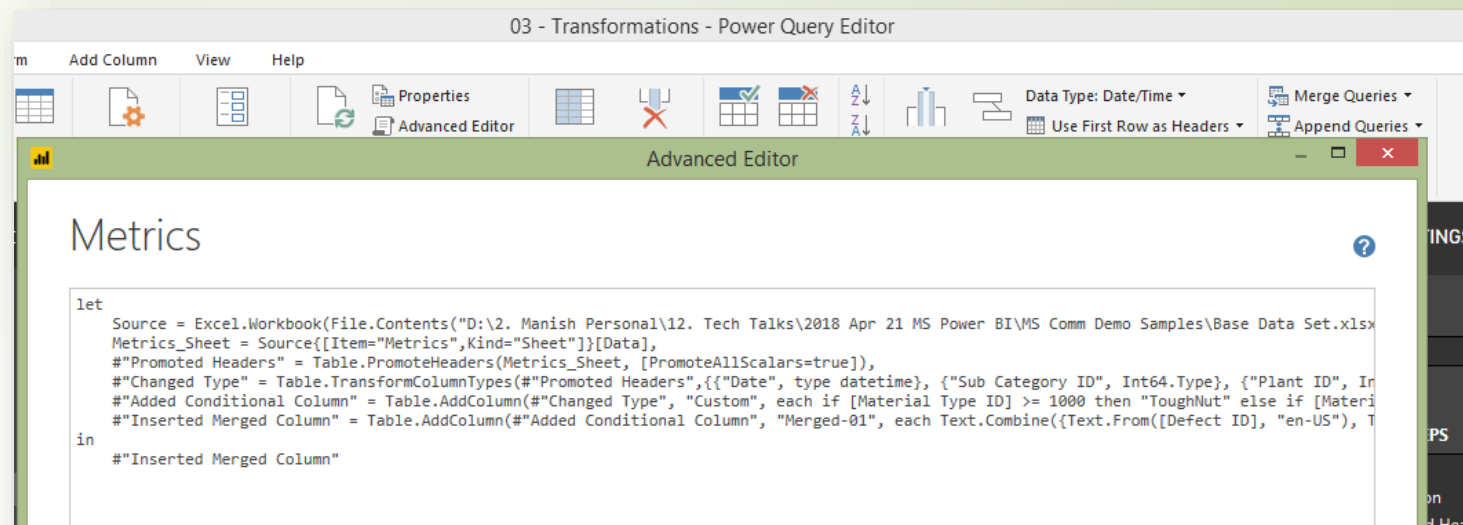 03 - Transformations - Power Query Editor
Add Column View Help
Properties
Advanced Editor
Data Type: Date/Time
Use First Row as Headers
Merge Queries
Append Queries
Advanced Editor
Metrics
let
Source = Excel.Workbook(File.Contents("D:\2. Manish Personal\12. Tech Talks\2018 Apr 21 MS Power BI\MS Comm Demo Samples\Base Data Set.xlsx
Metrics_Sheet = Source{[Item="Metrics",Kind="Sheet"]}[Data],
#"Promoted Headers" = Table.PromoteHeaders(Metrics_Sheet, [PromoteAllScalars=true]),
#"Changed Type" = Table.TransformColumnTypes(#"Promoted Headers",{{"Date", type datetime}, {"Sub Category ID", Int64.Type}, {"Plant ID", In
#"Added Conditional Column" = Table.AddColumn(#"Changed Type", "Custom", each if [Material Type ID] >= 1000 then "ToughNut" else if [Materi
#"Inserted Merged Column" = Table.AddColumn(#"Added Conditional Column", "Merged-01", each Text.Combine({Text.From([Defect ID], "en-US"), T
in
#"Inserted Merged Column"